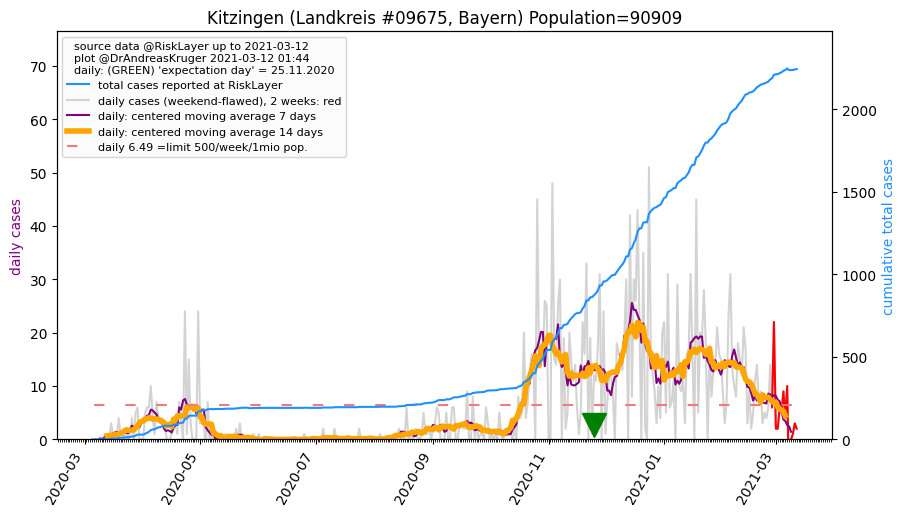 Kitzingen (Landkreis #09675, Bayern) Population=90909
source data @RiskLayer up to 2021-03-12
plot @DrAndreasKruger 2021-03-12 01:44
daily: (GREEN) 'expectation day' = 25.11.2020
total cases reported at RiskLayer
daily cases (weekend-flawed), 2 weeks: red
daily: centered moving average 7 days
daily: centered moving average 14 days
daily 6.49 =limit 500/week/1mio pop.
daily cases
70
60
50
40
30
20
10
0
cumulative total cases
2000
1500
1000
500
0
2020-03
2020-05
2020-07
2020-09
2020-11
2021-01
2021-03